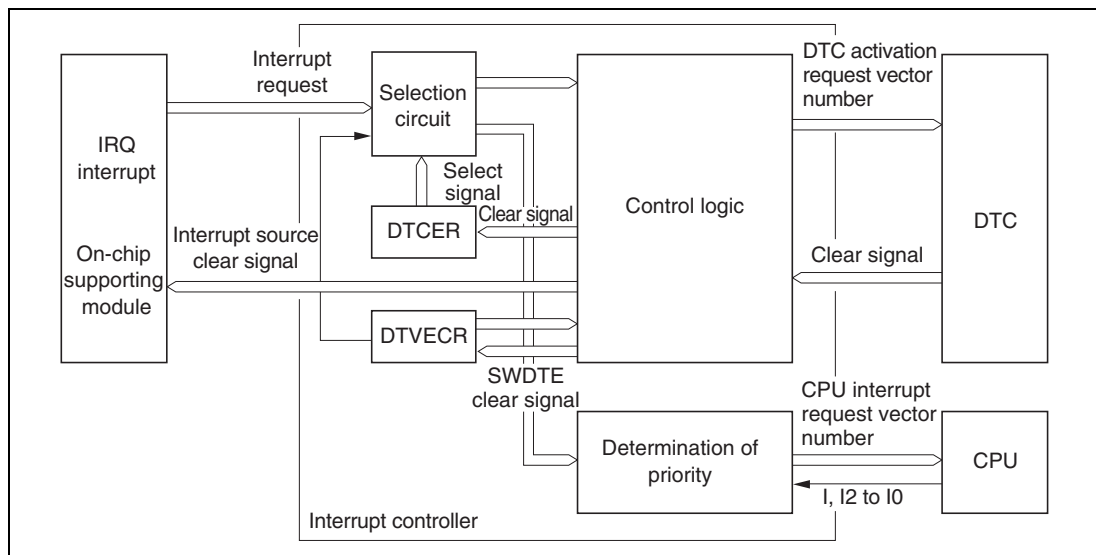 Interrupt
request
DTC activation
request vector
number
Selection
circuit
IRQ
interrupt
Select
signal
Control logic
DTC
DTCER
Clear signal
Interrupt source
clear signal
On-chip
supporting
module
Clear signal
DTVECR
SWDTE
clear signal
CPU interrupt
request vector
number
Determination of
priority
CPU
I, I2 to I0
Interrupt controller